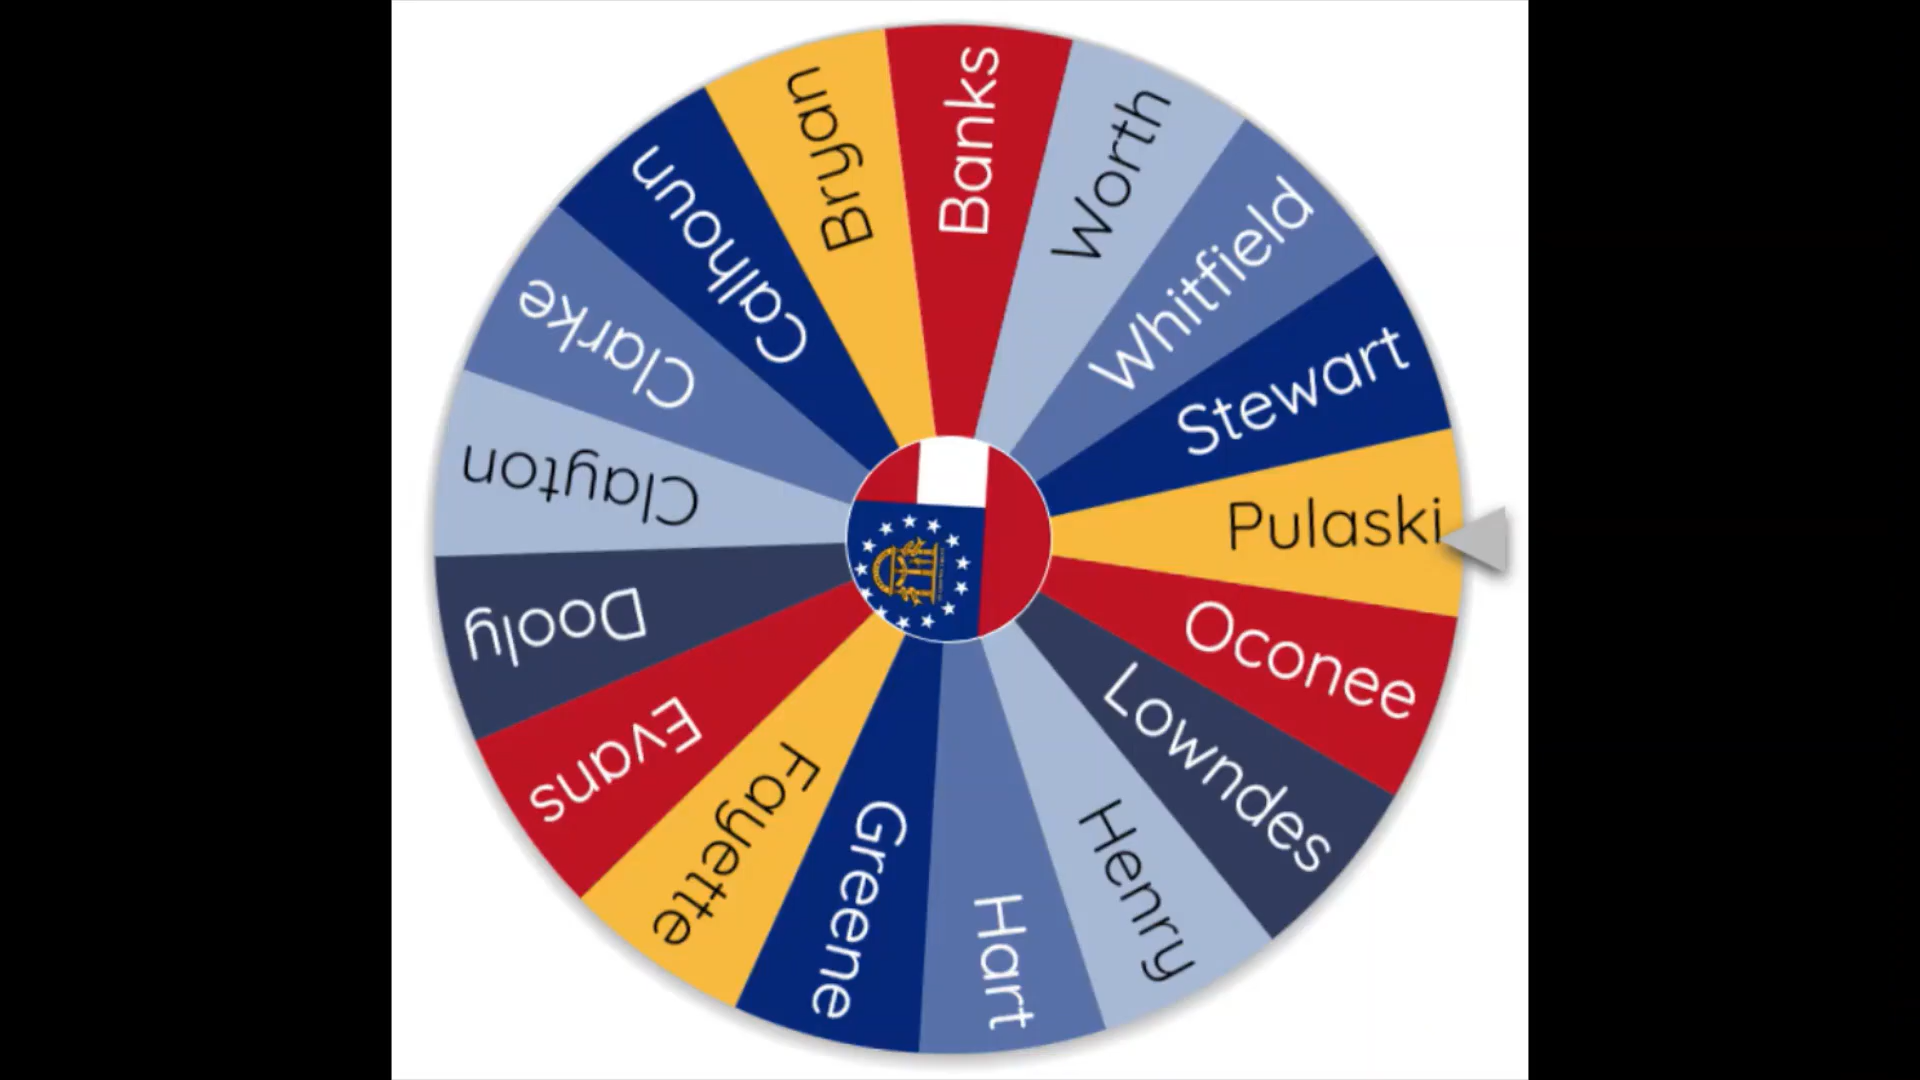 Banks
Worth
Whitfield
Stewart
Pulaski
Oconee
Lowndes
Henry
Hart
Greene
Fayette
Evans
Dooly
Clayton
Clarke
Calhoun
Bryan